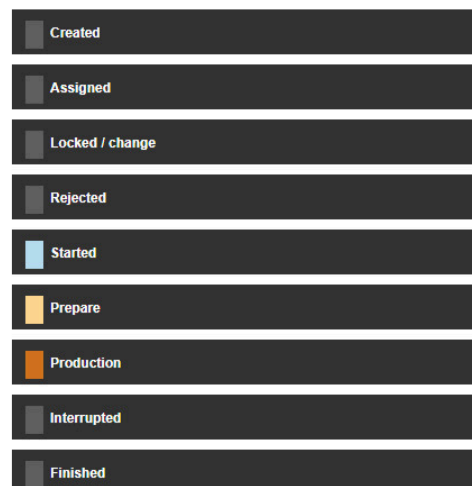 Created
Assigned
Locked / change
Rejected
Started
Prepare
Production
Interrupted
Finished